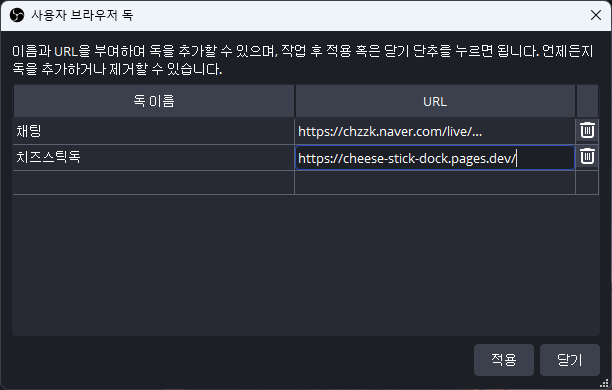 사용자 브라우저 독
이름과 URL을 부여하여 독을 추가할 수 있으며, 작업 후 적용 혹은 닫기 단추를 누르면 됩니다. 언제든지
독을 추가하거나 제거할 수 있습니다.
독 이름 URL
채팅 https://chzzk.naver.com/live/...
치즈스틱독 https://cheese-stick-dock.pages.dev/
적용 닫기